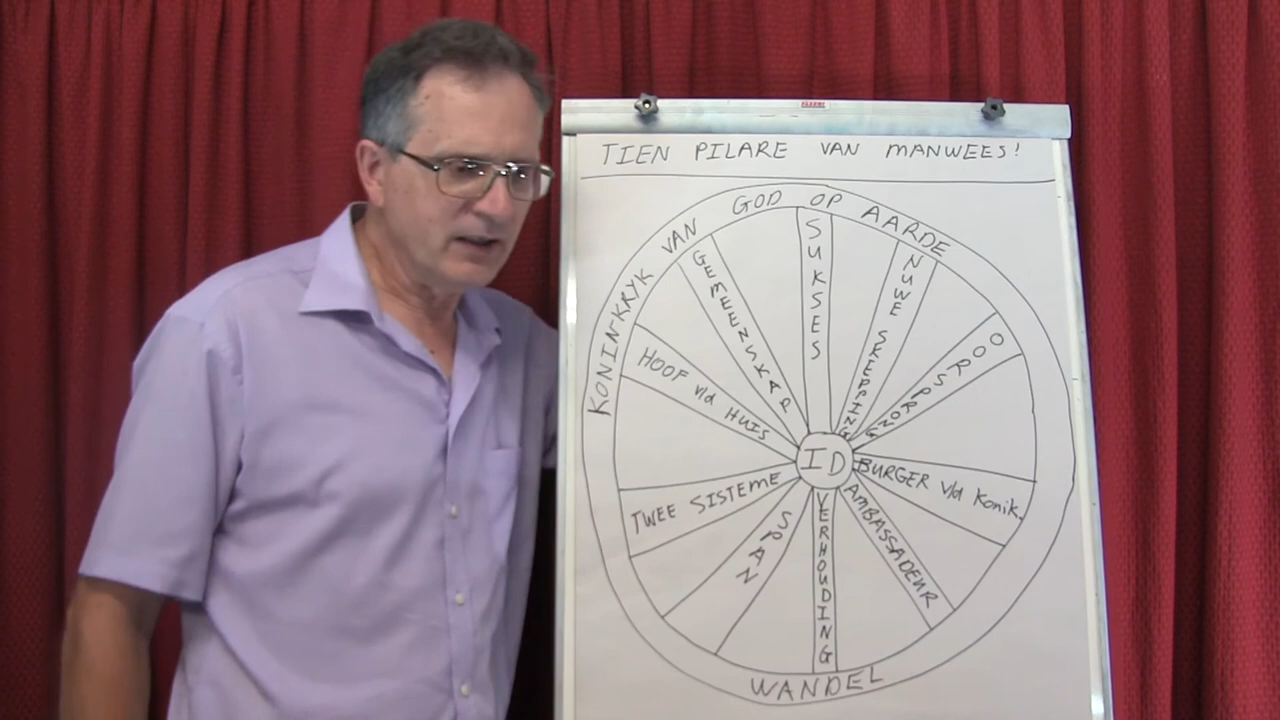 TIEN PILARE VAN MANWEES!
KONINKRYK VAN GOD OP AARDE
SUKSES
NUWE SKEPPING
OORSPRONG
BURGER v/d Konik.
AMBASSADEUR
VERHOUDING
SPAN
TWEE SISTEME
HOOF v/d HUIS
GEMEENSKAP
ID
WANDEL